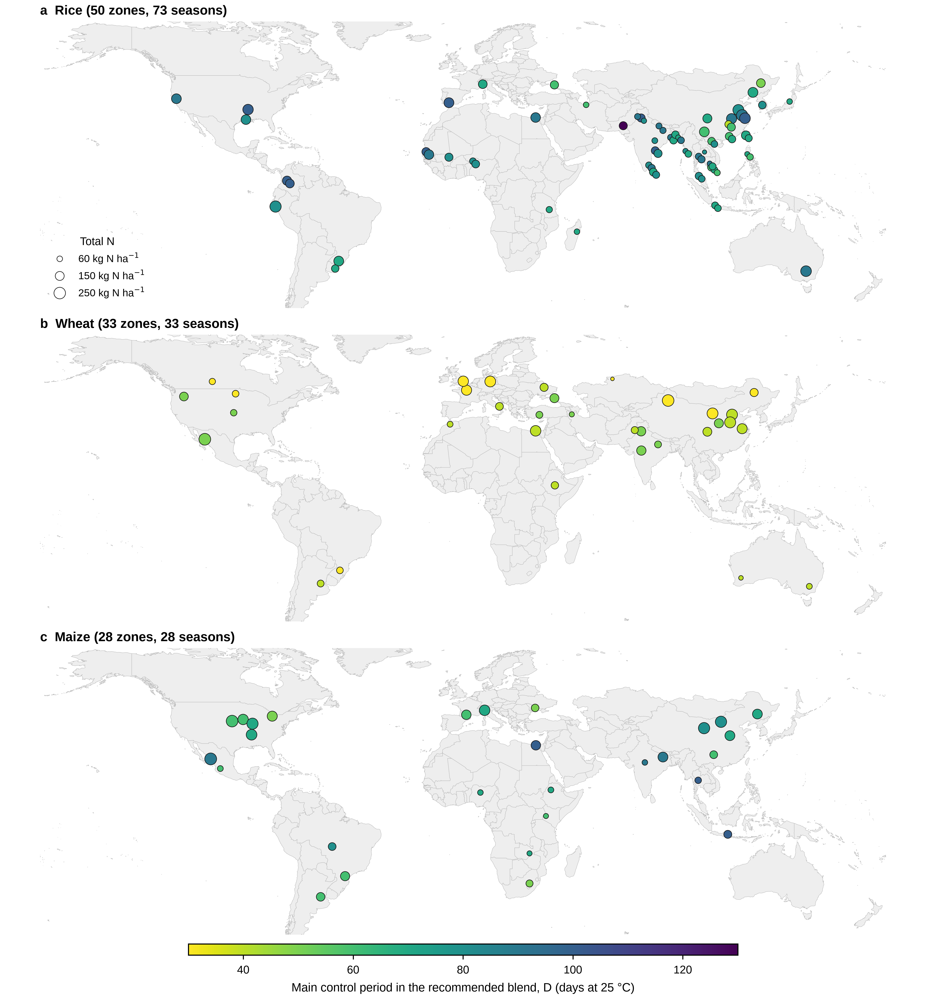 a Rice (50 zones, 73 seasons)
Total N
60 kg N ha⁻¹
150 kg N ha⁻¹
250 kg N ha⁻¹
b Wheat (33 zones, 33 seasons)
c Maize (28 zones, 28 seasons)
40 60 80 100 120
Main control period in the recommended blend, D (days at 25 °C)